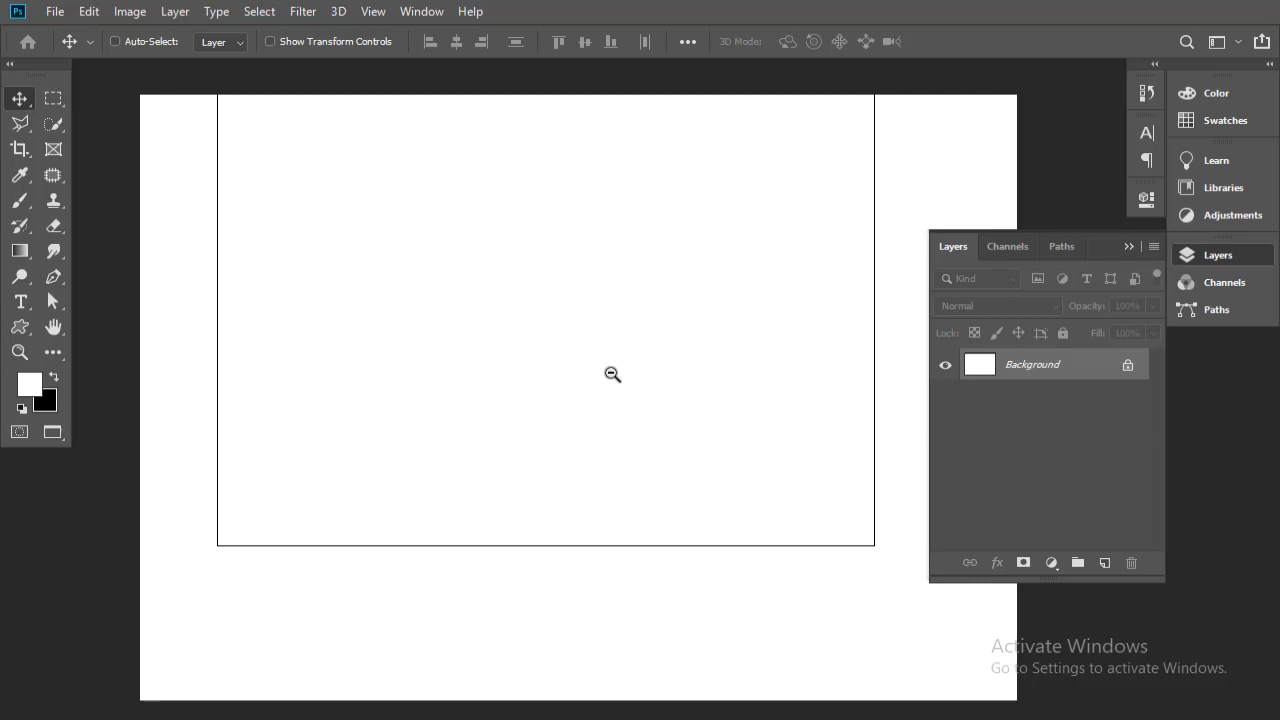 Ps File Edit Image Layer Type Select Filter 3D View Window Help
Auto-Select: Layer Show Transform Controls 3D Mode:
Color
Swatches
Learn
Libraries
Adjustments
Layers
Channels
Paths
Layers Channels Paths
Kind
Normal Opacity: 100%
Lock: Fill: 100%
Background
Activate Windows
Go to Settings to activate Windows.